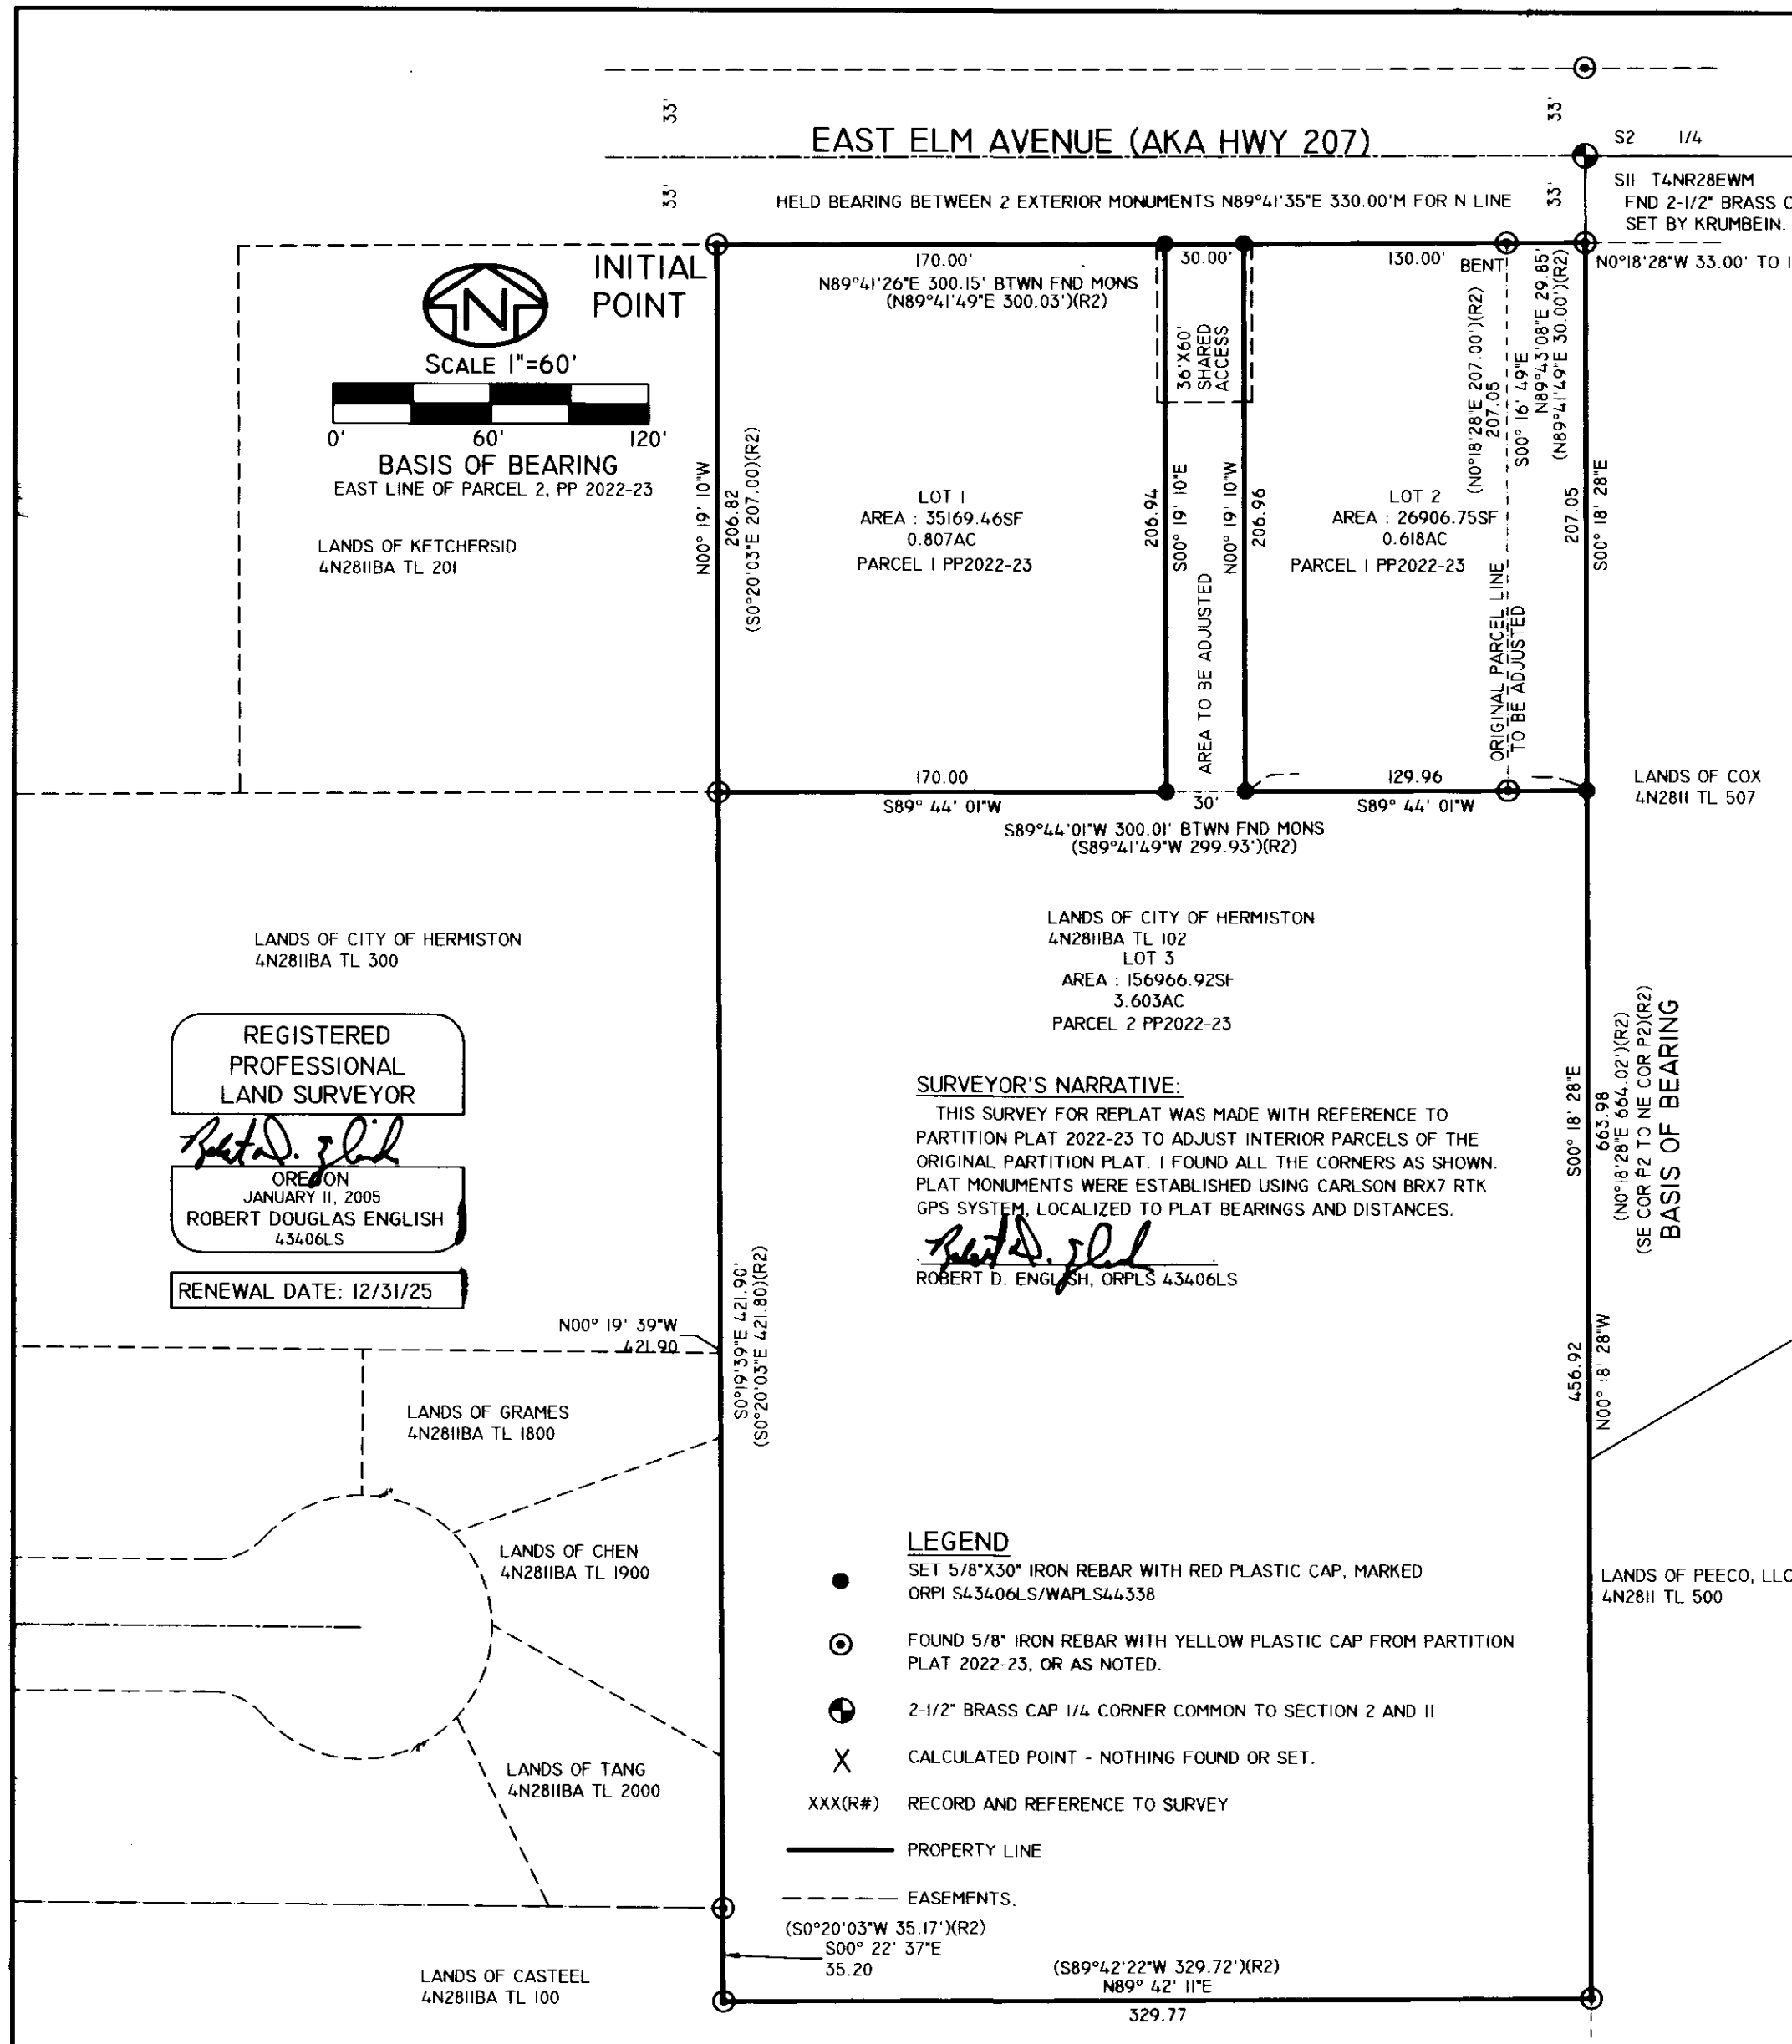 33'
33'
EAST ELM AVENUE (AKA HWY 207)
S2 1/4
S11 T4NR28EWM
FND 2-1/2" BRASS
SET BY KRUMBEIN.
33'
33'
HELD BEARING BETWEEN 2 EXTERIOR MONUMENTS N89°41'35"E 330.00'M FOR N LINE
N0°18'28"W 33.00' TO
INITIAL
POINT
170.00'
30.00'
130.00'
BENT
N89°41'26"E 300.15' BTWN FND MONS
(N89°41'49"E 300.03')(R2)
N
SCALE 1"=60'
0' 60' 120'
BASIS OF BEARING
EAST LINE OF PARCEL 2, PP 2022-23
36'X60'
SHARED
ACCESS
(N0°18'28"E 207.00')(R2)
207.05
S00° 16' 49"E
N89°43'08"E 29.85'
(N89°41'49"E 30.00')(R2)
N00° 19' 10"W
206.82
(S0°20'03"E 207.00)(R2)
LOT 1
AREA : 35169.46SF
0.807AC
PARCEL 1 PP2022-23
206.94
S00° 19' 10"E
N00° 19' 10"W
206.96
LOT 2
AREA : 26906.75SF
0.618AC
PARCEL 1 PP2022-23
207.05
S00° 18' 28"E
LANDS OF KETCHERSID
4N2811BA TL 201
AREA TO BE ADJUSTED
ORIGINAL PARCEL LINE
TO BE ADJUSTED
170.00
S89° 44' 01"W
30'
129.96
S89° 44' 01"W
LANDS OF COX
4N2811 TL 507
S89°44'01"W 300.01' BTWN FND MONS
(S89°41'49"W 299.93')(R2)
LANDS OF CITY OF HERMISTON
4N2811BA TL 300
LANDS OF CITY OF HERMISTON
4N2811BA TL 102
LOT 3
AREA : 156966.92SF
3.603AC
PARCEL 2 PP2022-23
REGISTERED
PROFESSIONAL
LAND SURVEYOR
Robert D. English
OREGON
JANUARY 11, 2005
ROBERT DOUGLAS ENGLISH
43406LS
RENEWAL DATE: 12/31/25
SURVEYOR'S NARRATIVE:
THIS SURVEY FOR REPLAT WAS MADE WITH REFERENCE TO
PARTITION PLAT 2022-23 TO ADJUST INTERIOR PARCELS OF THE
ORIGINAL PARTITION PLAT. I FOUND ALL THE CORNERS AS SHOWN.
PLAT MONUMENTS WERE ESTABLISHED USING CARLSON BRX7 RTK
GPS SYSTEM, LOCALIZED TO PLAT BEARINGS AND DISTANCES.
Robert D. English
ROBERT D. ENGLISH, ORPLS 43406LS
S00° 18' 28"E
663.98
(N0°18'28"E 664.02')(R2)
(SE COR P2 TO NE COR P2)(R2)
BASIS OF BEARING
N00° 19' 39"W
421.90
S0°19'39"E 421.90'
(S0°20'03"E 421.80)(R2)
456.92
N00° 18' 28"W
LANDS OF GRAMES
4N2811BA TL 1800
LANDS OF CHEN
4N2811BA TL 1900
LANDS OF TANG
4N2811BA TL 2000
LANDS OF PEECO, LLC
4N2811 TL 500
LEGEND
SET 5/8"X30" IRON REBAR WITH RED PLASTIC CAP, MARKED
ORPLS43406LS/WAPLS44338
FOUND 5/8" IRON REBAR WITH YELLOW PLASTIC CAP FROM PARTITION
PLAT 2022-23, OR AS NOTED.
2-1/2" BRASS CAP 1/4 CORNER COMMON TO SECTION 2 AND 11
X CALCULATED POINT - NOTHING FOUND OR SET.
XXX(R#) RECORD AND REFERENCE TO SURVEY
PROPERTY LINE
EASEMENTS.
(S0°20'03"W 35.17')(R2)
S00° 22' 37"E
35.20
LANDS OF CASTEEL
4N2811BA TL 100
(S89°42'22"W 329.72')(R2)
N89° 42' 11"E
329.77